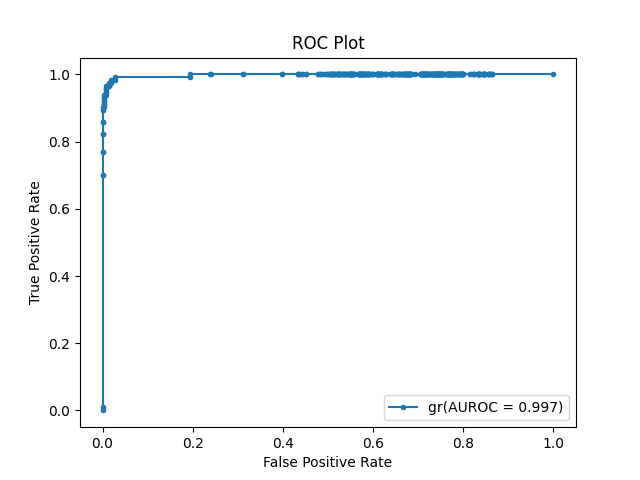 ROC Plot
1.0
0.8
0.6
0.4
0.2
0.0
True Positive Rate
gr(AUROC = 0.997)
0.0 0.2 0.4 0.6 0.8 1.0
False Positive Rate